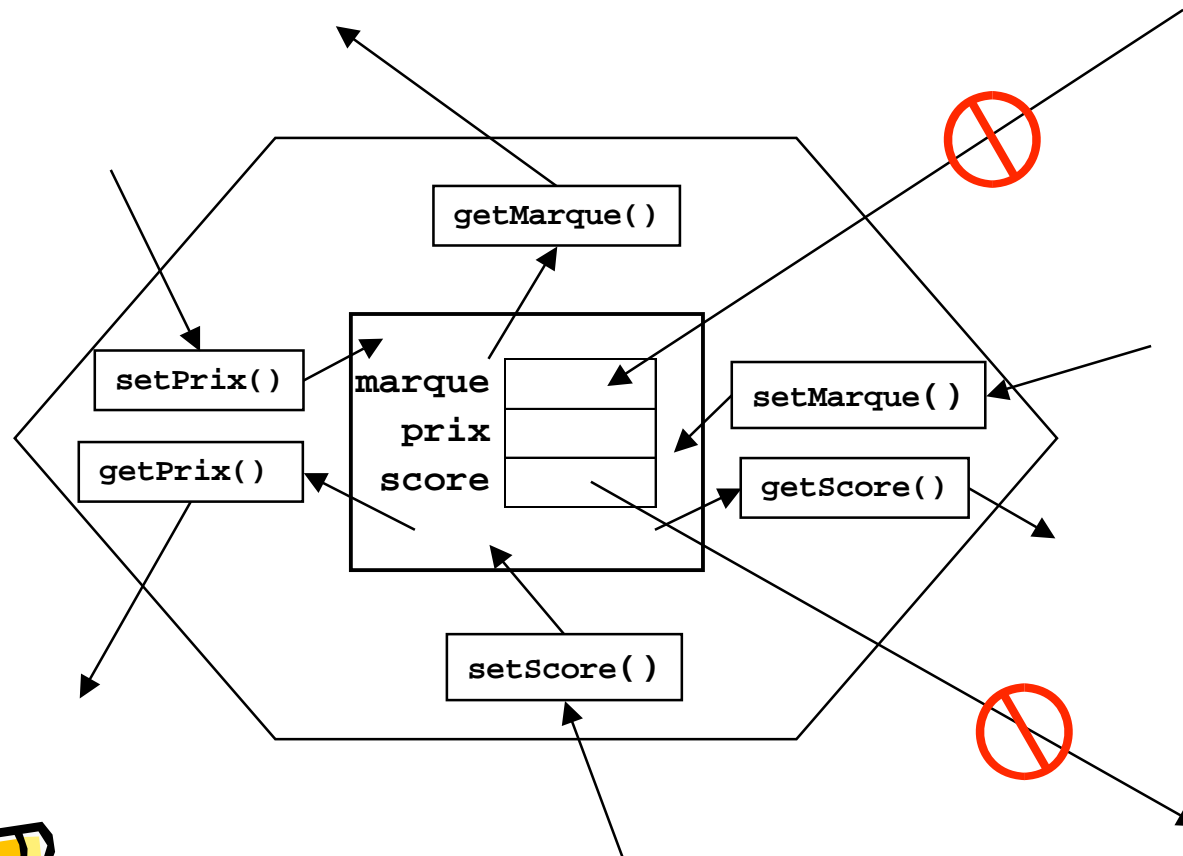 getMarque()
setPrix()
marque
setMarque()
prix
getPrix()
score
getScore()
setScore()